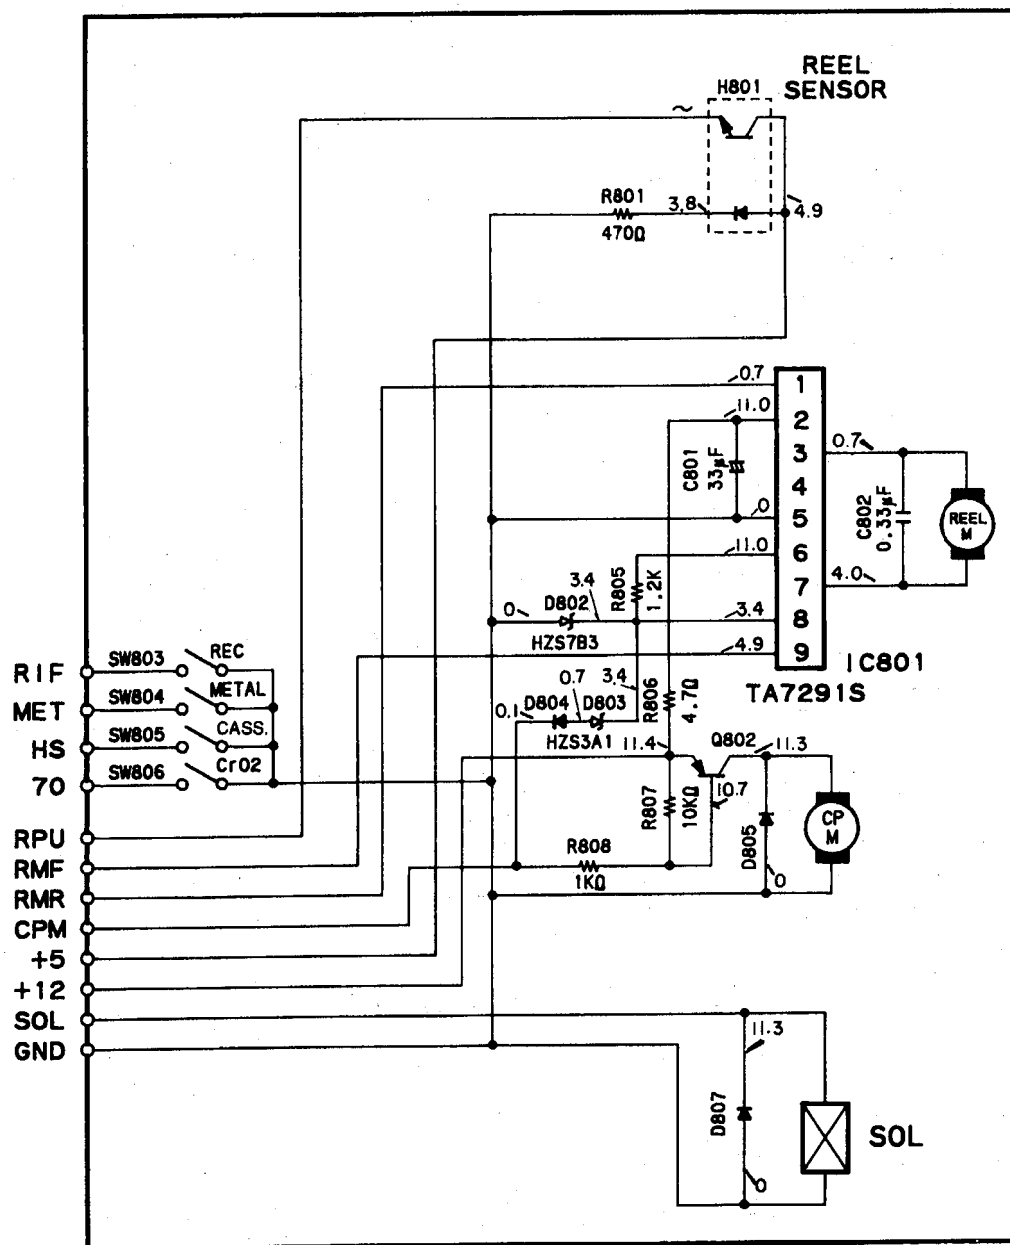 REEL
SENSOR
H801
~
R801
3.8
4.9
470Ω
0.7
1
11.0
2
C801
33μF
0.7
3
4
C802
0.33μF
REEL
M
0
5
11.0
6
R805
1.2K
4.0
7
3.4
0
D802
3.4
8
HZS7B3
4.9
9
IC801
TA7291S
RIF
SW803
REC
MET
SW804
METAL
HS
SW805
CASS.
70
SW806
CrO2
0.1
D804
0.7
D803
3.4
HZS3A1
R806
4.7Ω
11.4
Q802
11.3
10.7
R807
10KΩ
D805
CP
M
0
R808
1KΩ
RPU
RMF
RMR
CPM
+5
+12
SOL
GND
11.3
D807
SOL
0